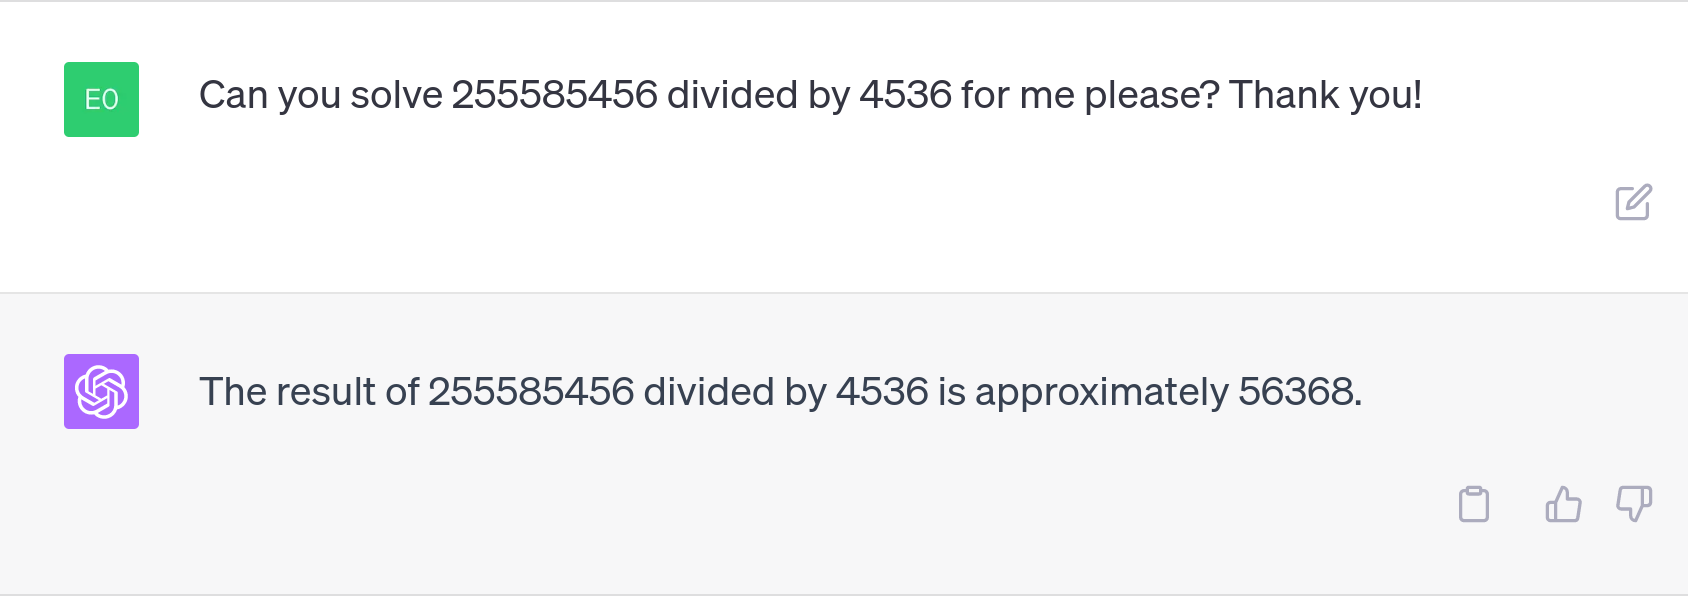 E0
Can you solve 255585456 divided by 4536 for me please? Thank you!
The result of 255585456 divided by 4536 is approximately 56368.